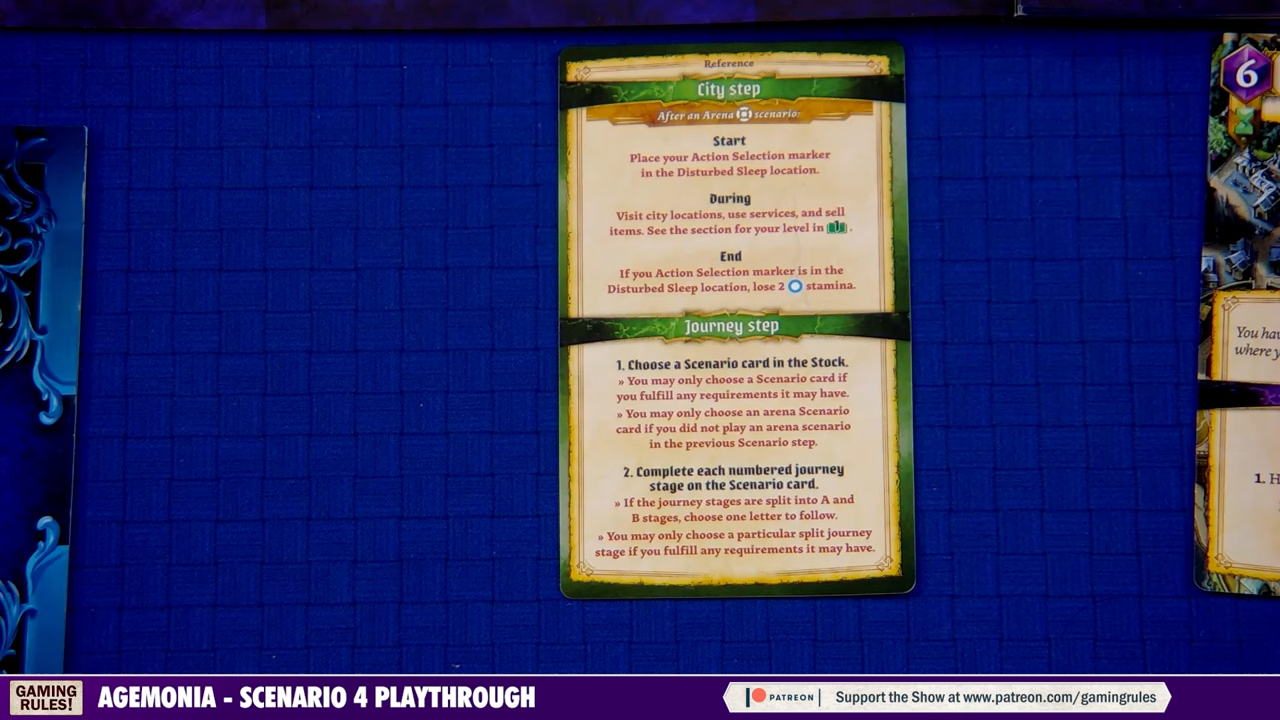 Reference
City step
After an Arena scenario:
Start
Place your Action Selection marker
in the Disturbed Sleep location.
During
Visit city locations, use services, and sell
items. See the section for your level in .
End
If you Action Selection marker is in the
Disturbed Sleep location, lose 2 stamina.
Journey step
1. Choose a Scenario card in the Stock.
» You may only choose a Scenario card if
you fulfill any requirements it may have.
» You may only choose an arena Scenario
card if you did not play an arena scenario
in the previous Scenario step.
2. Complete each numbered journey
stage on the Scenario card.
» If the journey stages are split into A and
B stages, choose one letter to follow.
» You may only choose a particular split journey
stage if you fulfill any requirements it may have.
6
You hav
where y
1. H
GAMING
RULES!
AGEMONIA - SCENARIO 4 PLAYTHROUGH
PATREON
Support the Show at www.patreon.com/gamingrules